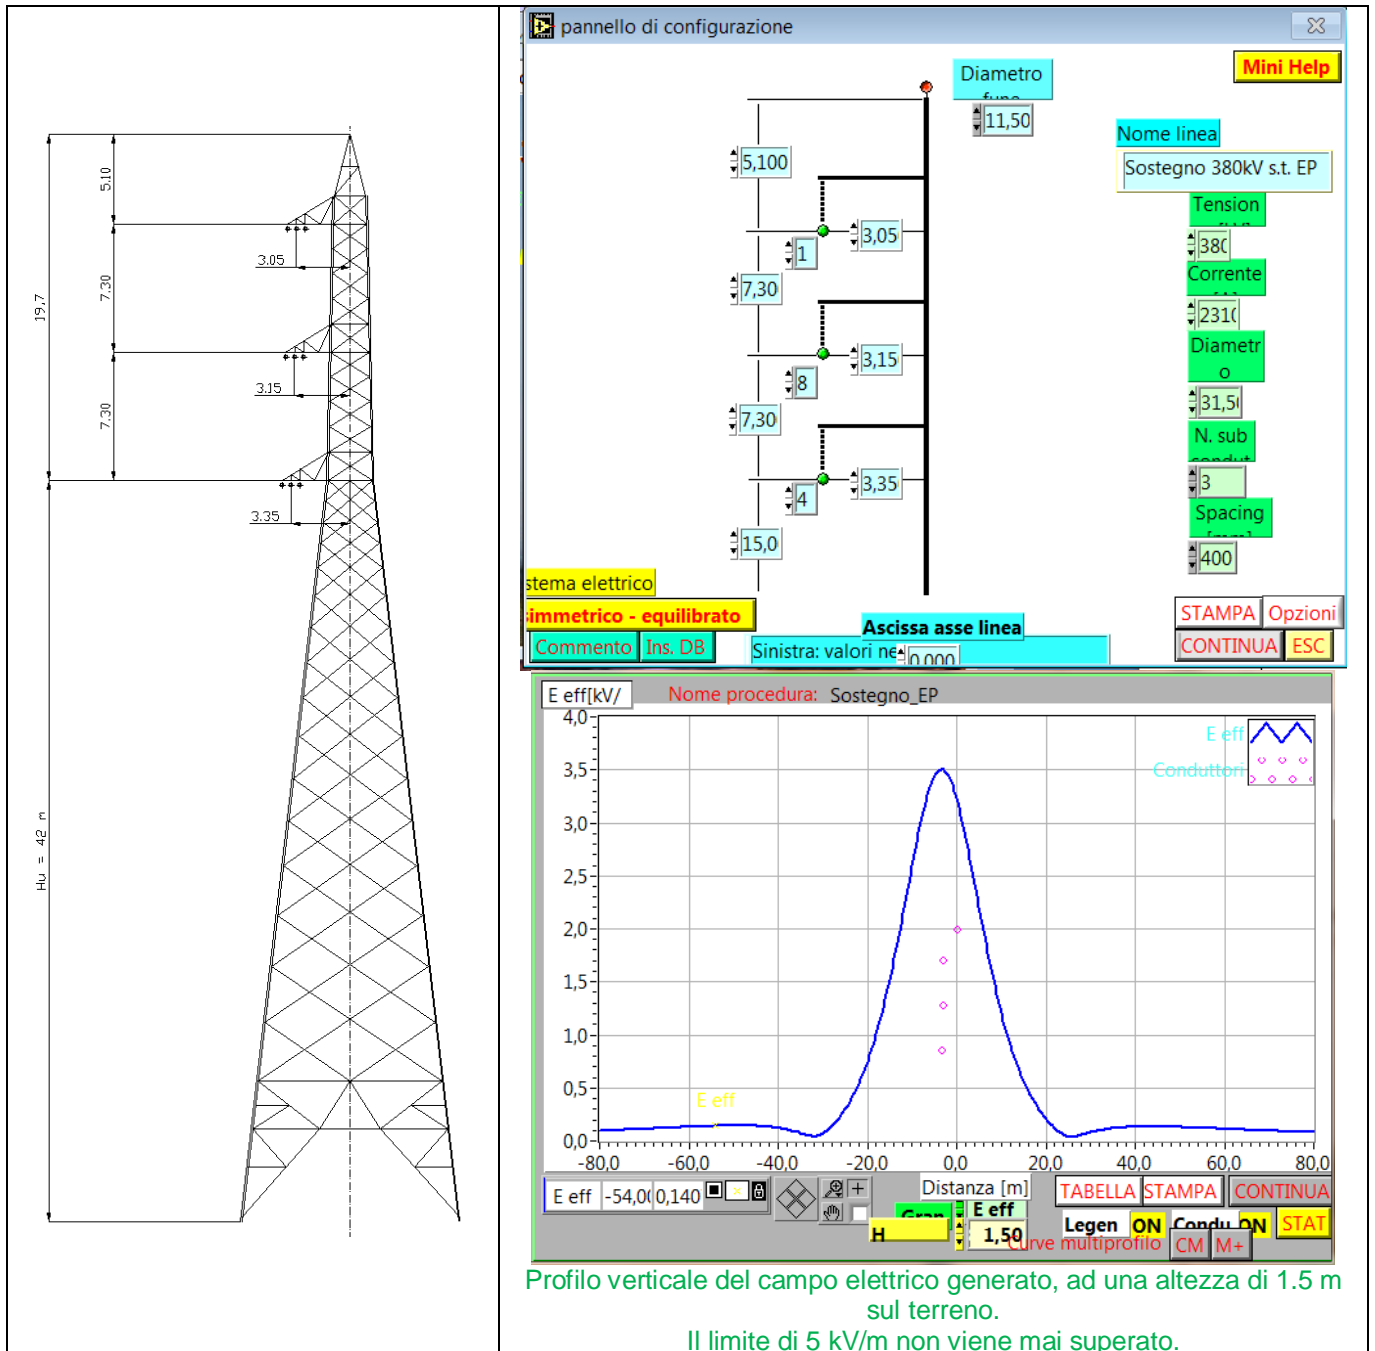 5.10
19.7
3.05
7.30
3.15
7.30
3.35
Hu = 42 m
pannello di configurazione
Mini Help
Diametro
11,50
Nome linea
Sostegno 380kV s.t. EP
5,100
Tension
3,05
1
38(
Corrente
7,30
231(
Diametr
o
3,15
8
31,5
7,30
N. sub
3,35
3
4
Spacing
15,0
400
stema elettrico
simmetrico - equilibrato
STAMPA Opzioni
Ascissa asse linea
Commento Ins. DB
Sinistra: valori ne
0,000
CONTINUA ESC
E eff[kV/
Nome procedura: Sostegno_EP
4,0
E eff
Conduttori
3,5
3,0
2,5
2,0
1,5
1,0
0,5
E eff
0,0
-80,0 -60,0 -40,0 -20,0 0,0 20,0 40,0 60,0 80,0
Distanza [m]
E eff -54,0( 0,140
TABELLA STAMPA CONTINUA
E eff
H
1,50
Legen ON Condu ON STAT
Curve multiprofilo CM M+
Profilo verticale del campo elettrico generato, ad una altezza di 1.5 m
sul terreno.
Il limite di 5 kV/m non viene mai superato.